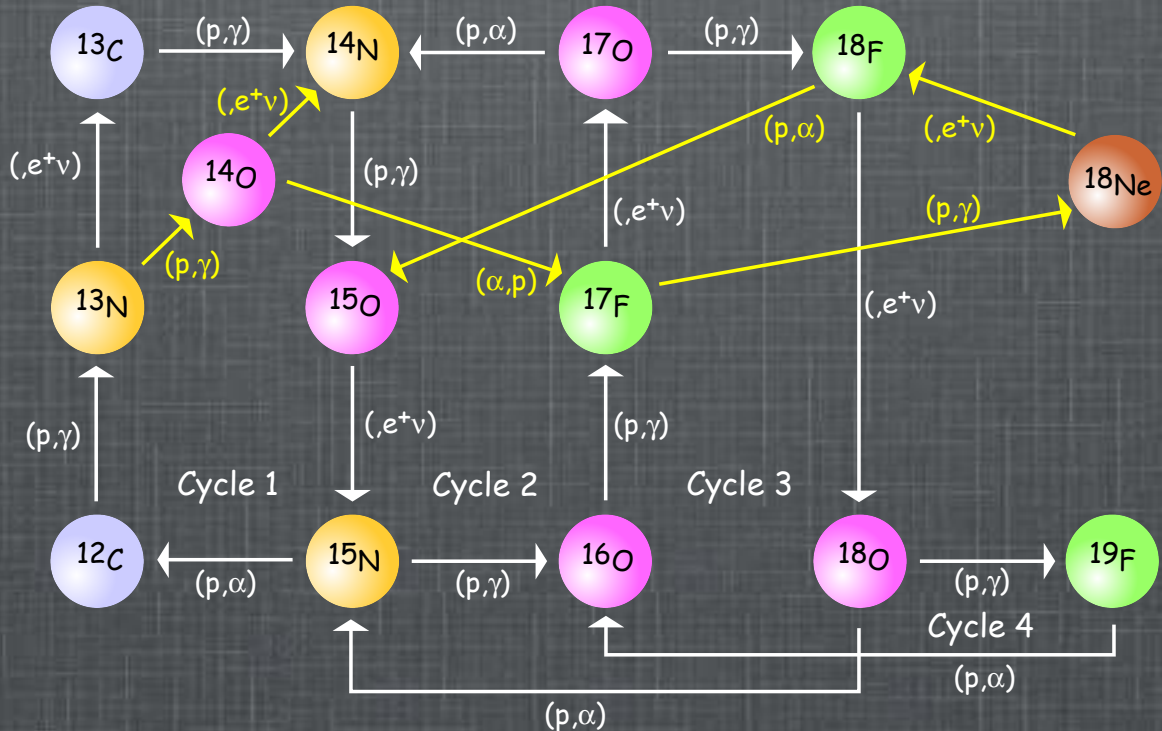 13C (p,γ) 14N (p,α) 17O (p,γ) 18F
(,e+ν) (p,α) (,e+ν)
(,e+ν) 14O (p,γ) 18Ne
(,e+ν) (p,γ)
(p,γ) (α,p)
13N 15O 17F (,e+ν)
(p,γ) (,e+ν) (p,γ)
Cycle 1 Cycle 2 Cycle 3
12C (p,α) 15N (p,γ) 16O 18O (p,γ) 19F
Cycle 4
(p,α)
(p,α)